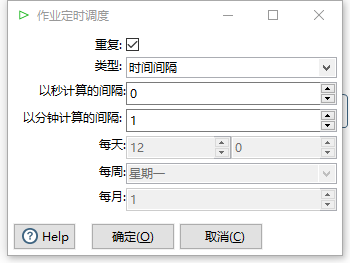 作业定时调度
重复:
类型: 时间间隔
以秒计算的间隔: 0
以分钟计算的间隔: 1
每天: 12 0
每周: 星期一
每月: 1
Help 确定(O) 取消(C)